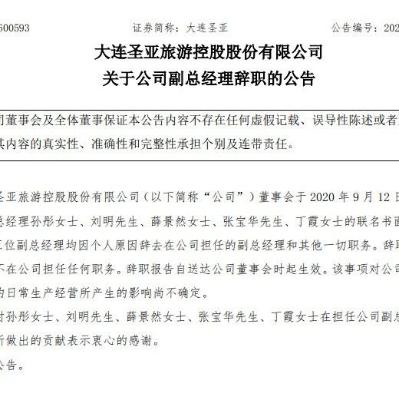 600593 证券简称：大连圣亚 公告编号：202
大连圣亚旅游控股股份有限公司
关于公司副总经理辞职的公告
司董事会及全体董事保证本公告内容不存在任何虚假记载、误导性陈述或者
其内容的真实性、准确性和完整性承担个别及连带责任。
圣亚旅游控股股份有限公司（以下简称“公司”）董事会于 2020 年 9 月 12 日
总经理孙彤女士、刘明先生、薛景然女士、张宝华先生、丁霞女士的联名书面
位副总经理均因个人原因辞去在公司担任的副总经理和其他一切职务。辞职
不在公司担任任何职务。辞职报告自送达公司董事会时起生效。该事项对公司
的日常生产经营所产生的影响尚不确定。
对孙彤女士、刘明先生、薛景然女士、张宝华先生、丁霞女士在担任公司副总
所做出的贡献表示衷心的感谢。
公告。